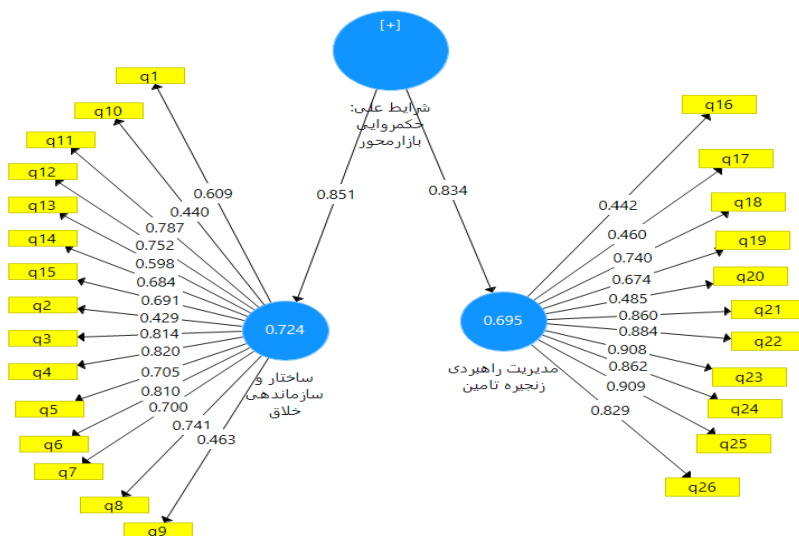 [+]
شرایط علی:
حکمروایی
بازارمحور
0.851
0.834
q1
q10
q11
q12
q13
q14
q15
q2
q3
q4
q5
q6
q7
q8
q9
0.609
0.440
0.787
0.752
0.598
0.684
0.691
0.429
0.814
0.820
0.705
0.810
0.700
0.741
0.463
0.724
ساختار و
سازماندهی
خلاق
q16
q17
q18
q19
q20
q21
q22
q23
q24
q25
q26
0.442
0.460
0.740
0.674
0.485
0.860
0.884
0.908
0.862
0.909
0.829
0.695
مدیریت راهبردی
زنجیره تامین